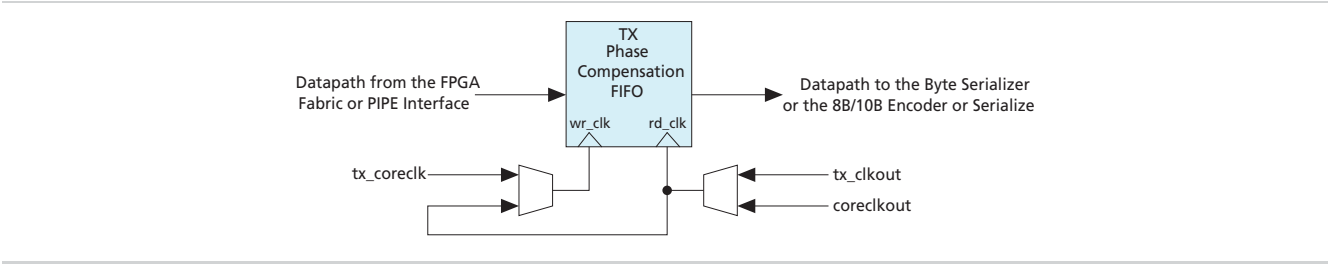 TX
Phase
Compensation
FIFO
Datapath from the FPGA
Fabric or PIPE Interface
Datapath to the Byte Serializer
or the 8B/10B Encoder or Serialize
wr_clk
rd_clk
tx_coreclk
tx_clkout
coreclkout